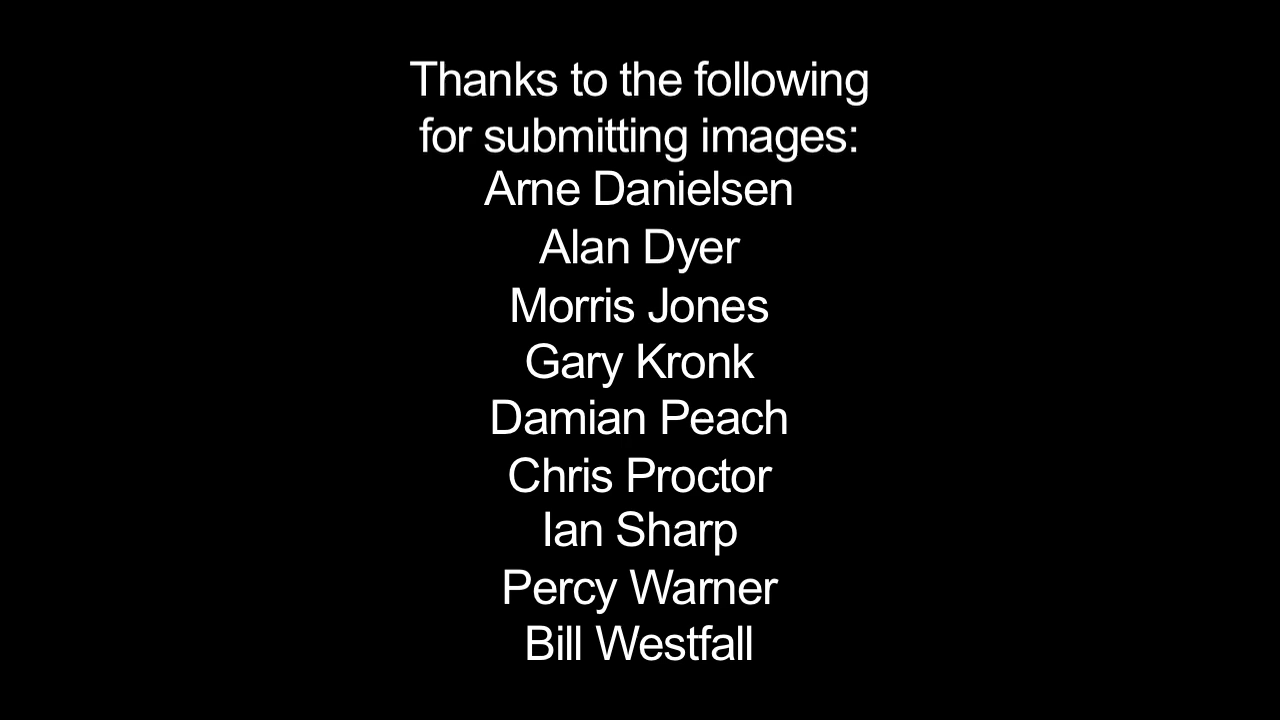 Thanks to the following
for submitting images:
Arne Danielsen
Alan Dyer
Morris Jones
Gary Kronk
Damian Peach
Chris Proctor
Ian Sharp
Percy Warner
Bill Westfall